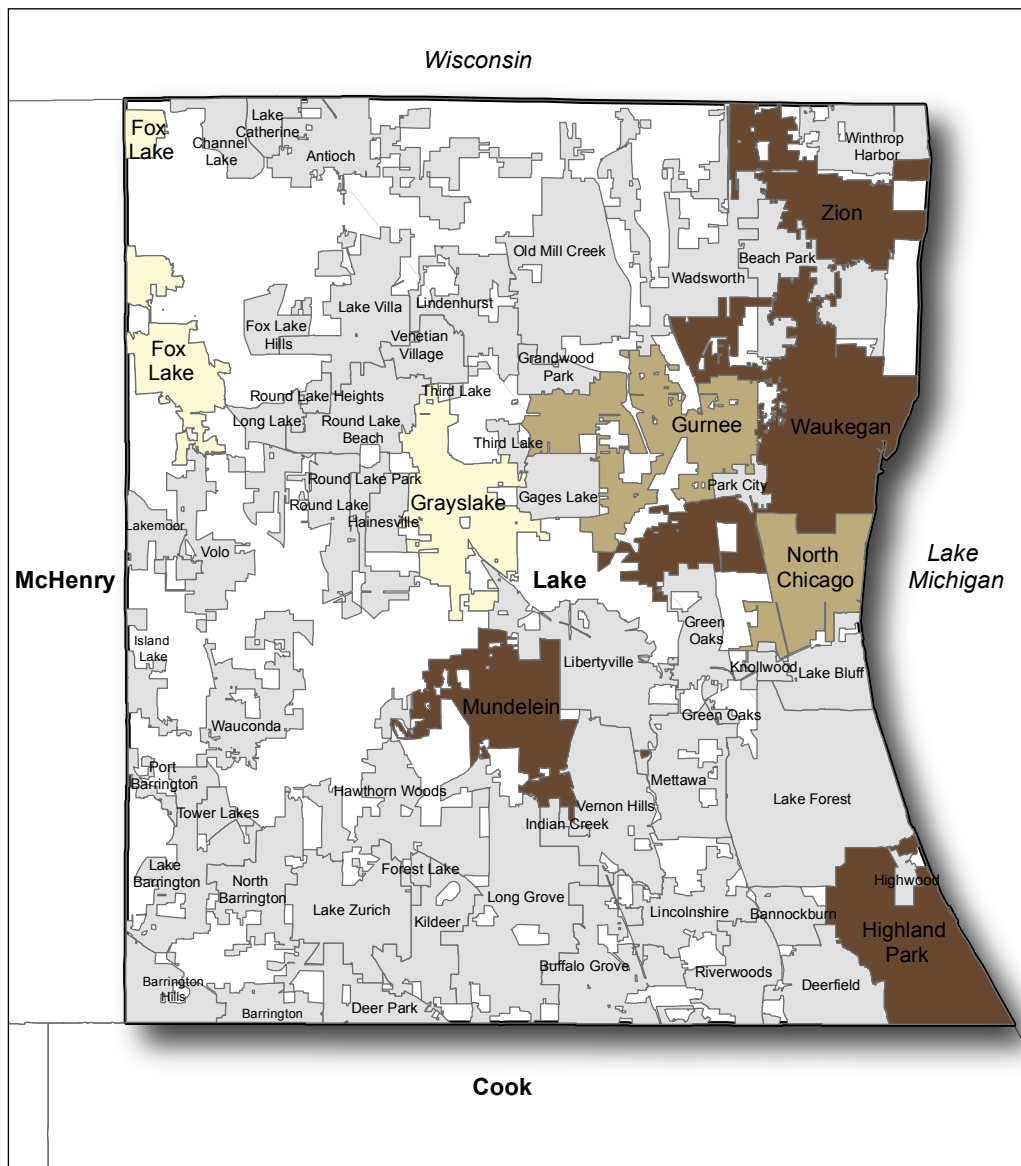 Wisconsin
Fox
Lake
Channel
Lake
Lake
Catherine
Antioch
Winthrop
Harbor
Zion
Old Mill Creek
Beach Park
Wadsworth
Lake Villa
Lindenhurst
Fox Lake
Hills
Venetian
Village
Fox
Lake
Grandwood
Park
Third Lake
Round Lake Heights
Long Lake
Round Lake
Beach
Gurnee
Waukegan
Third Lake
Round Lake Park
Grayslake
Gages Lake
Park City
Round Lake
Hainesville
Lakemoor
Volo
McHenry
Lake
North
Chicago
Lake
Michigan
Island
Lake
Green
Oaks
Libertyville
Knollwood
Lake Bluff
Mundelein
Green Oaks
Wauconda
Port
Barrington
Hawthorn Woods
Mettawa
Lake Forest
Tower Lakes
Vernon Hills
Indian Creek
Lake
Barrington
North
Barrington
Forest Lake
Highwood
Lake Zurich
Kildeer
Long Grove
Lincolnshire
Bannockburn
Highland
Park
Buffalo Grove
Riverwoods
Deerfield
Barrington
Hills
Barrington
Deer Park
Cook